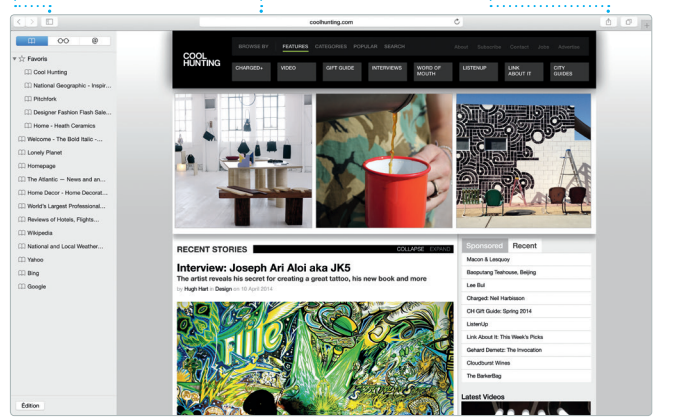 coolhunting.com
Favoris
Cool Hunting
National Geographic - Inspir...
Pitchfork
Designer Fashion Flash Sale...
Home - Heath Ceramics
Welcome - The Bold Italic -...
Lonely Planet
Homepage
The Atlantic — News and an...
Home Decor - Home Decorat...
World's Largest Professional...
Reviews of Hotels, Flights...
Wikipedia
National and Local Weather...
Yahoo
Bing
Google
Édition
COOL
HUNTING
BROWSE BY FEATURES CATEGORIES POPULAR SEARCH
About Subscribe Contact Jobs Advertise
CHARGED+ VIDEO GIFT GUIDE INTERVIEWS WORD OF MOUTH LISTENUP LINK ABOUT IT CITY GUIDES
RECENT STORIES COLLAPSE EXPAND
Interview: Joseph Ari Aloi aka JK5
The artist reveals his secret for creating a great tattoo, his new book and more
by Hugh Hart in Design on 10 April 2014
FLiTE
Sponsored Recent
Macon & Lesquoy
Baoputang Teahouse, Beijing
Lee Bul
Charged: Neil Harbisson
CH Gift Guide: Spring 2014
ListenUp
Link About It: This Week's Picks
Gehard Demetz: The Invocation
Cloudburst Wines
The BarkerBag
Latest Videos